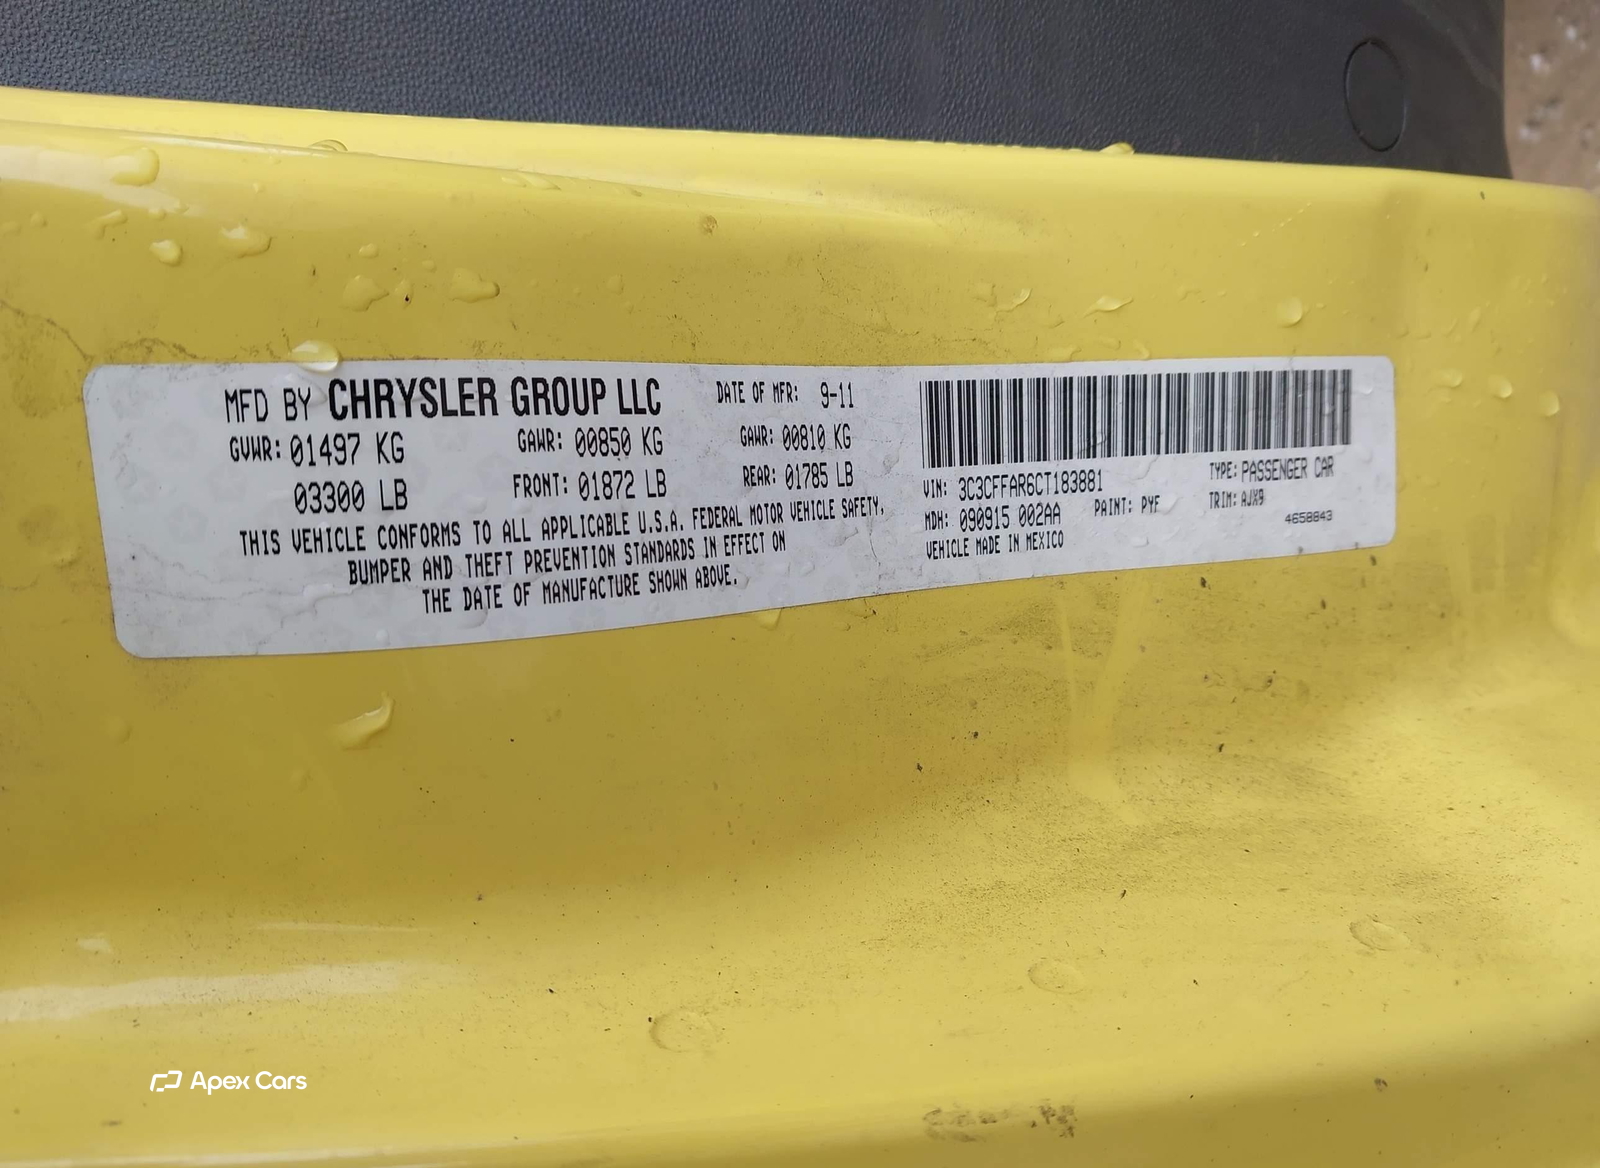 MFD BY CHRYSLER GROUP LLC DATE OF MFR: 9-11
GVWR: 01497 KG GAWR: 00850 KG GAWR: 00810 KG
03300 LB FRONT: 01872 LB REAR: 01785 LB
THIS VEHICLE CONFORMS TO ALL APPLICABLE U.S.A. FEDERAL MOTOR VEHICLE SAFETY,
BUMPER AND THEFT PREVENTION STANDARDS IN EFFECT ON
THE DATE OF MANUFACTURE SHOWN ABOVE.
VIN: 3C3CFFAR6CT183881 TYPE: PASSENGER CAR
MDH: 090915 002AA PAINT: PYF TRIM: AJX9
4658843
VEHICLE MADE IN MEXICO
Apex Cars